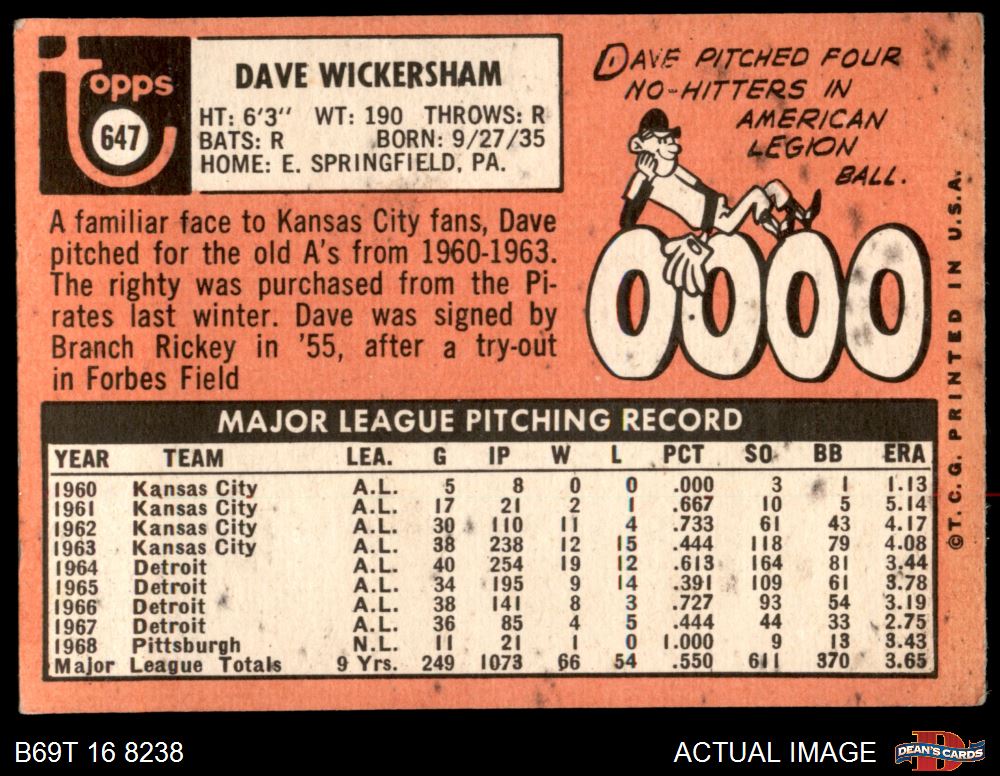 topps
647
DAVE WICKERSHAM
HT: 6'3'' WT: 190 THROWS: R
BATS: R BORN: 9/27/35
HOME: E. SPRINGFIELD, PA.
A familiar face to Kansas City fans, Dave
pitched for the old A's from 1960-1963.
The righty was purchased from the Pi-
rates last winter. Dave was signed by
Branch Rickey in '55, after a try-out
in Forbes Field
DAVE PITCHED FOUR
NO-HITTERS IN
AMERICAN
LEGION
BALL.
0000
©T. C. G. PRINTED IN U.S.A.
MAJOR LEAGUE PITCHING RECORD
YEAR TEAM LEA. G IP W L PCT SO BB ERA
1960 Kansas City A.L. 5 8 0 0 .000 3 1 1.13
1961 Kansas City A.L. 17 21 2 1 .667 10 5 5.14
1962 Kansas City A.L. 30 110 11 4 .733 61 43 4.17
1963 Kansas City A.L. 38 238 12 15 .444 118 79 4.08
1964 Detroit A.L. 40 254 19 12 .613 164 81 3.44
1965 Detroit A.L. 34 195 9 14 .391 109 61 3.78
1966 Detroit A.L. 38 141 8 3 .727 93 54 3.19
1967 Detroit A.L. 36 85 4 5 .444 44 33 2.75
1968 Pittsburgh N.L. 11 21 1 0 1.000 9 13 3.43
Major League Totals 9 Yrs. 249 1073 66 54 .550 611 370 3.65
B69T 16 8238
ACTUAL IMAGE
DEAN'S CARDS